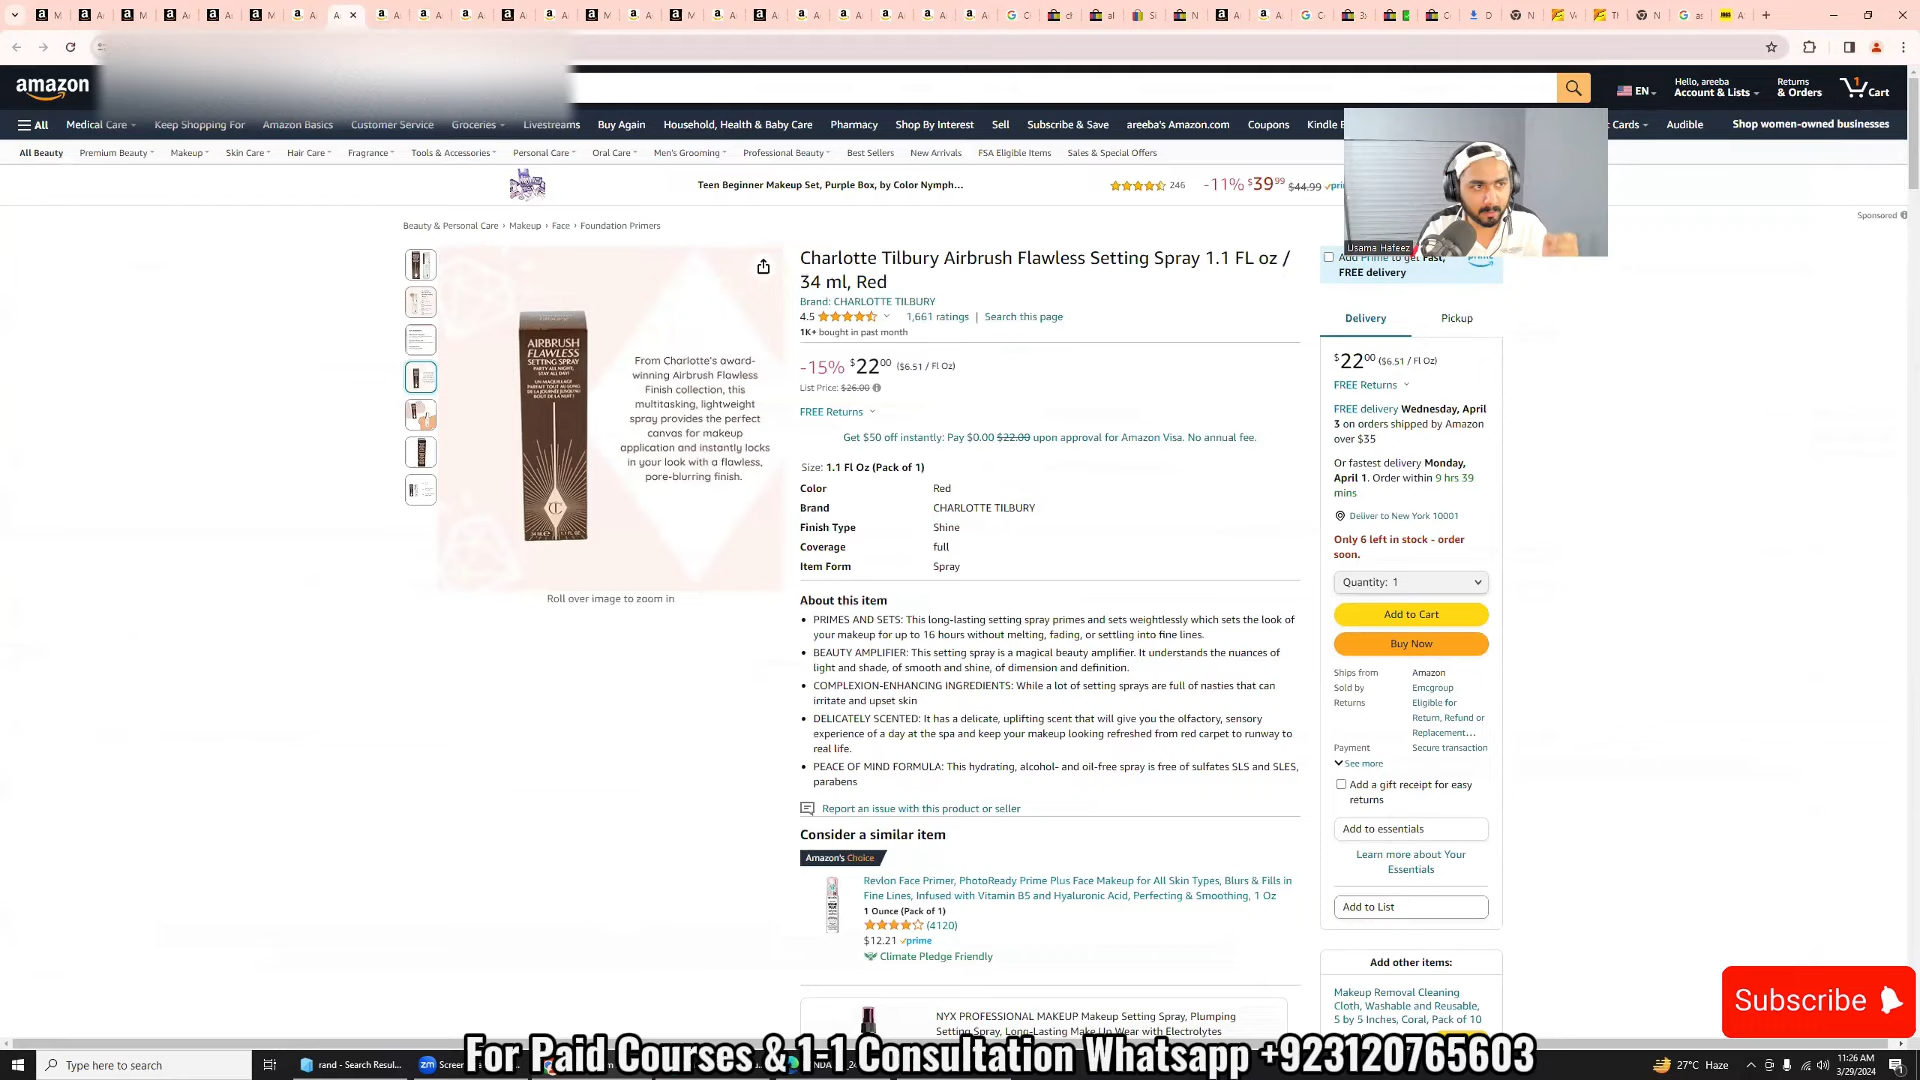 amazon
EN
Hello, areeba
Account & Lists
Returns
& Orders
1
Cart
All
Medical Care
Keep Shopping For
Amazon Basics
Customer Service
Groceries
Livestreams
Buy Again
Household, Health & Baby Care
Pharmacy
Shop By Interest
Sell
Subscribe & Save
areeba's Amazon.com
Coupons
Audible
Shop women-owned businesses
All Beauty
Premium Beauty
Makeup
Skin Care
Hair Care
Fragrance
Tools & Accessories
Personal Care
Oral Care
Men's Grooming
Professional Beauty
Best Sellers
New Arrivals
FSA Eligible Items
Sales & Special Offers
Teen Beginner Makeup Set, Purple Box, by Color Nymph...
246
-11% $39.99 $44.99
Sponsored
Usama Hafeez
Beauty & Personal Care › Makeup › Face › Foundation Primers
AIRBRUSH
FLAWLESS
SETTING SPRAY
From Charlotte's award-
winning Airbrush Flawless
Finish collection, this
multitasking, lightweight
spray provides the perfect
canvas for makeup
application and instantly locks
in your look with a flawless,
pore-blurring finish.
Roll over image to zoom in
Charlotte Tilbury Airbrush Flawless Setting Spray 1.1 FL oz /
34 ml, Red
Brand: CHARLOTTE TILBURY
4.5
1,661 ratings | Search this page
1K+ bought in past month
-15% $22.00 ($6.51 / Fl Oz)
List Price: $26.00
FREE Returns
Get $50 off instantly: Pay $0.00 $22.00 upon approval for Amazon Visa. No annual fee.
Size: 1.1 Fl Oz (Pack of 1)
Color Red
Brand CHARLOTTE TILBURY
Finish Type Shine
Coverage full
Item Form Spray
About this item
• PRIMES AND SETS: This long-lasting setting spray primes and sets weightlessly which sets the look of
your makeup for up to 16 hours without melting, fading, or settling into fine lines.
• BEAUTY AMPLIFIER: This setting spray is a magical beauty amplifier. It understands the nuances of
light and shade, of smooth and shine, of dimension and definition.
• COMPLEXION-ENHANCING INGREDIENTS: While a lot of setting sprays are full of nasties that can
irritate and upset skin
• DELICATELY SCENTED: It has a delicate, uplifting scent that will give you the olfactory, sensory
experience of a day at the spa and keep your makeup looking refreshed from red carpet to runway to
real life.
• PEACE OF MIND FORMULA: This hydrating, alcohol- and oil-free spray is free of sulfates SLS and SLES,
parabens
Report an issue with this product or seller
Consider a similar item
Amazon's Choice
Revlon Face Primer, PhotoReady Prime Plus Face Makeup for All Skin Types, Blurs & Fills in
Fine Lines, Infused with Vitamin B5 and Hyaluronic Acid, Perfecting & Smoothing, 1 Oz
1 Ounce (Pack of 1)
(4120)
$12.21 prime
Climate Pledge Friendly
NYX PROFESSIONAL MAKEUP Makeup Setting Spray, Plumping
Setting Spray, Long-Lasting Make Up Wear with Electrolytes
Add Prime to get Fast,
FREE delivery
Delivery
Pickup
$22.00 ($6.51 / Fl Oz)
FREE Returns
FREE delivery Wednesday, April
3 on orders shipped by Amazon
over $35
Or fastest delivery Monday,
April 1. Order within 9 hrs 39
mins
Deliver to New York 10001
Only 6 left in stock - order
soon.
Quantity: 1
Add to Cart
Buy Now
Ships from Amazon
Sold by Emcgroup
Returns Eligible for
Return, Refund or
Replacement...
Payment Secure transaction
See more
Add a gift receipt for easy
returns
Add to essentials
Learn more about Your
Essentials
Add to List
Add other items:
Makeup Removal Cleaning
Cloth, Washable and Reusable,
5 by 5 Inches, Coral, Pack of 10
Subscribe
For Paid Courses & 1-1 Consultation Whatsapp +923120765603
Type here to search
rand - Search Resul...
27°C Haze
11:26 AM
3/29/2024